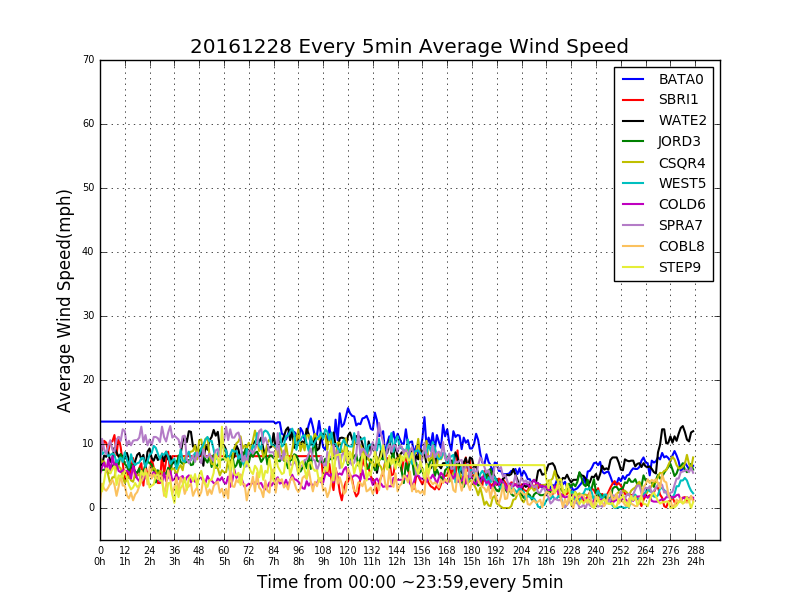 20161228 Every 5min Average Wind Speed
70
60
50
40
30
20
10
0
Average Wind Speed(mph)
BATA0
SBRI1
WATE2
JORD3
CSQR4
WEST5
COLD6
SPRA7
COBL8
STEP9
0 12 24 36 48 60 72 84 96 108 120 132 144 156 168 180 192 204 216 228 240 252 264 276 288
0h 1h 2h 3h 4h 5h 6h 7h 8h 9h 10h 11h 12h 13h 14h 15h 16h 17h 18h 19h 20h 21h 22h 23h 24h
Time from 00:00 ~23:59,every 5min